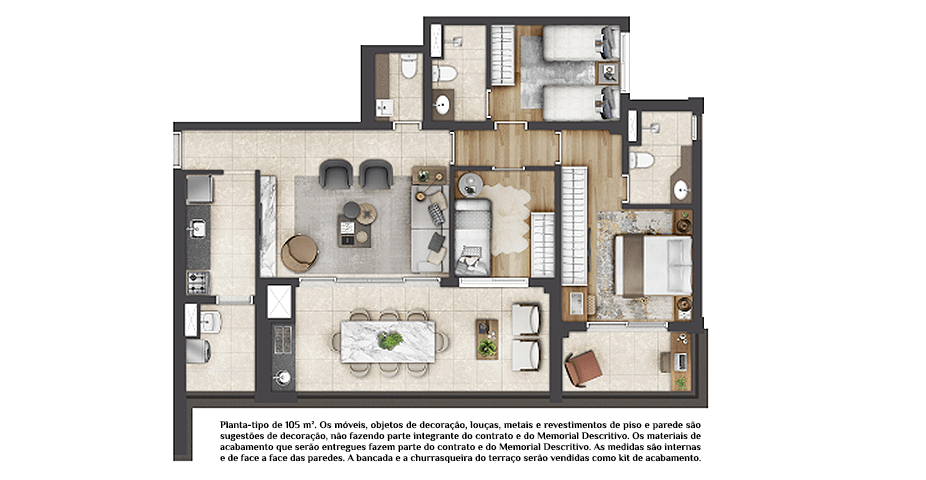 Planta-tipo de 105 m². Os móveis, objetos de decoração, louças, metais e revestimentos de piso e parede são
sugestões de decoração, não fazendo parte integrante do contrato e do Memorial Descritivo. Os materiais de
acabamento que serão entregues fazem parte do contrato e do Memorial Descritivo. As medidas são internas
e de face a face das paredes. A bancada e a churrasqueira do terraço serão vendidas como kit de acabamento.